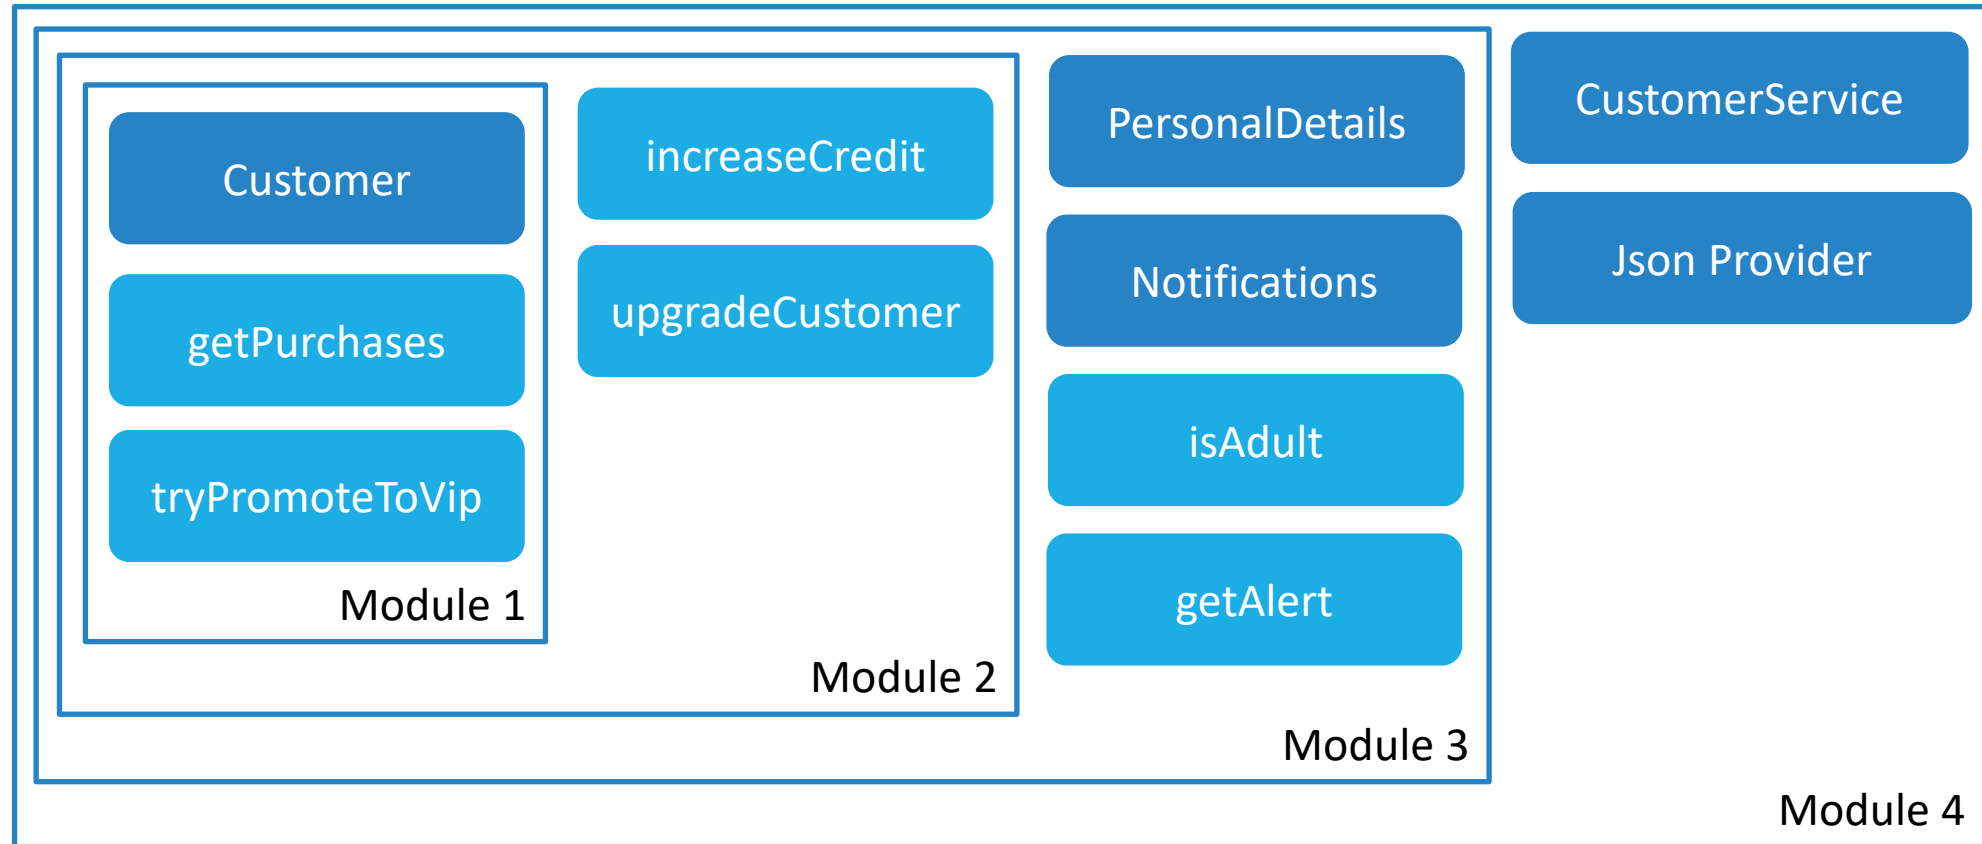 Customer
getPurchases
tryPromoteToVip
Module 1
increaseCredit
upgradeCustomer
Module 2
PersonalDetails
Notifications
isAdult
getAlert
Module 3
CustomerService
Json Provider
Module 4